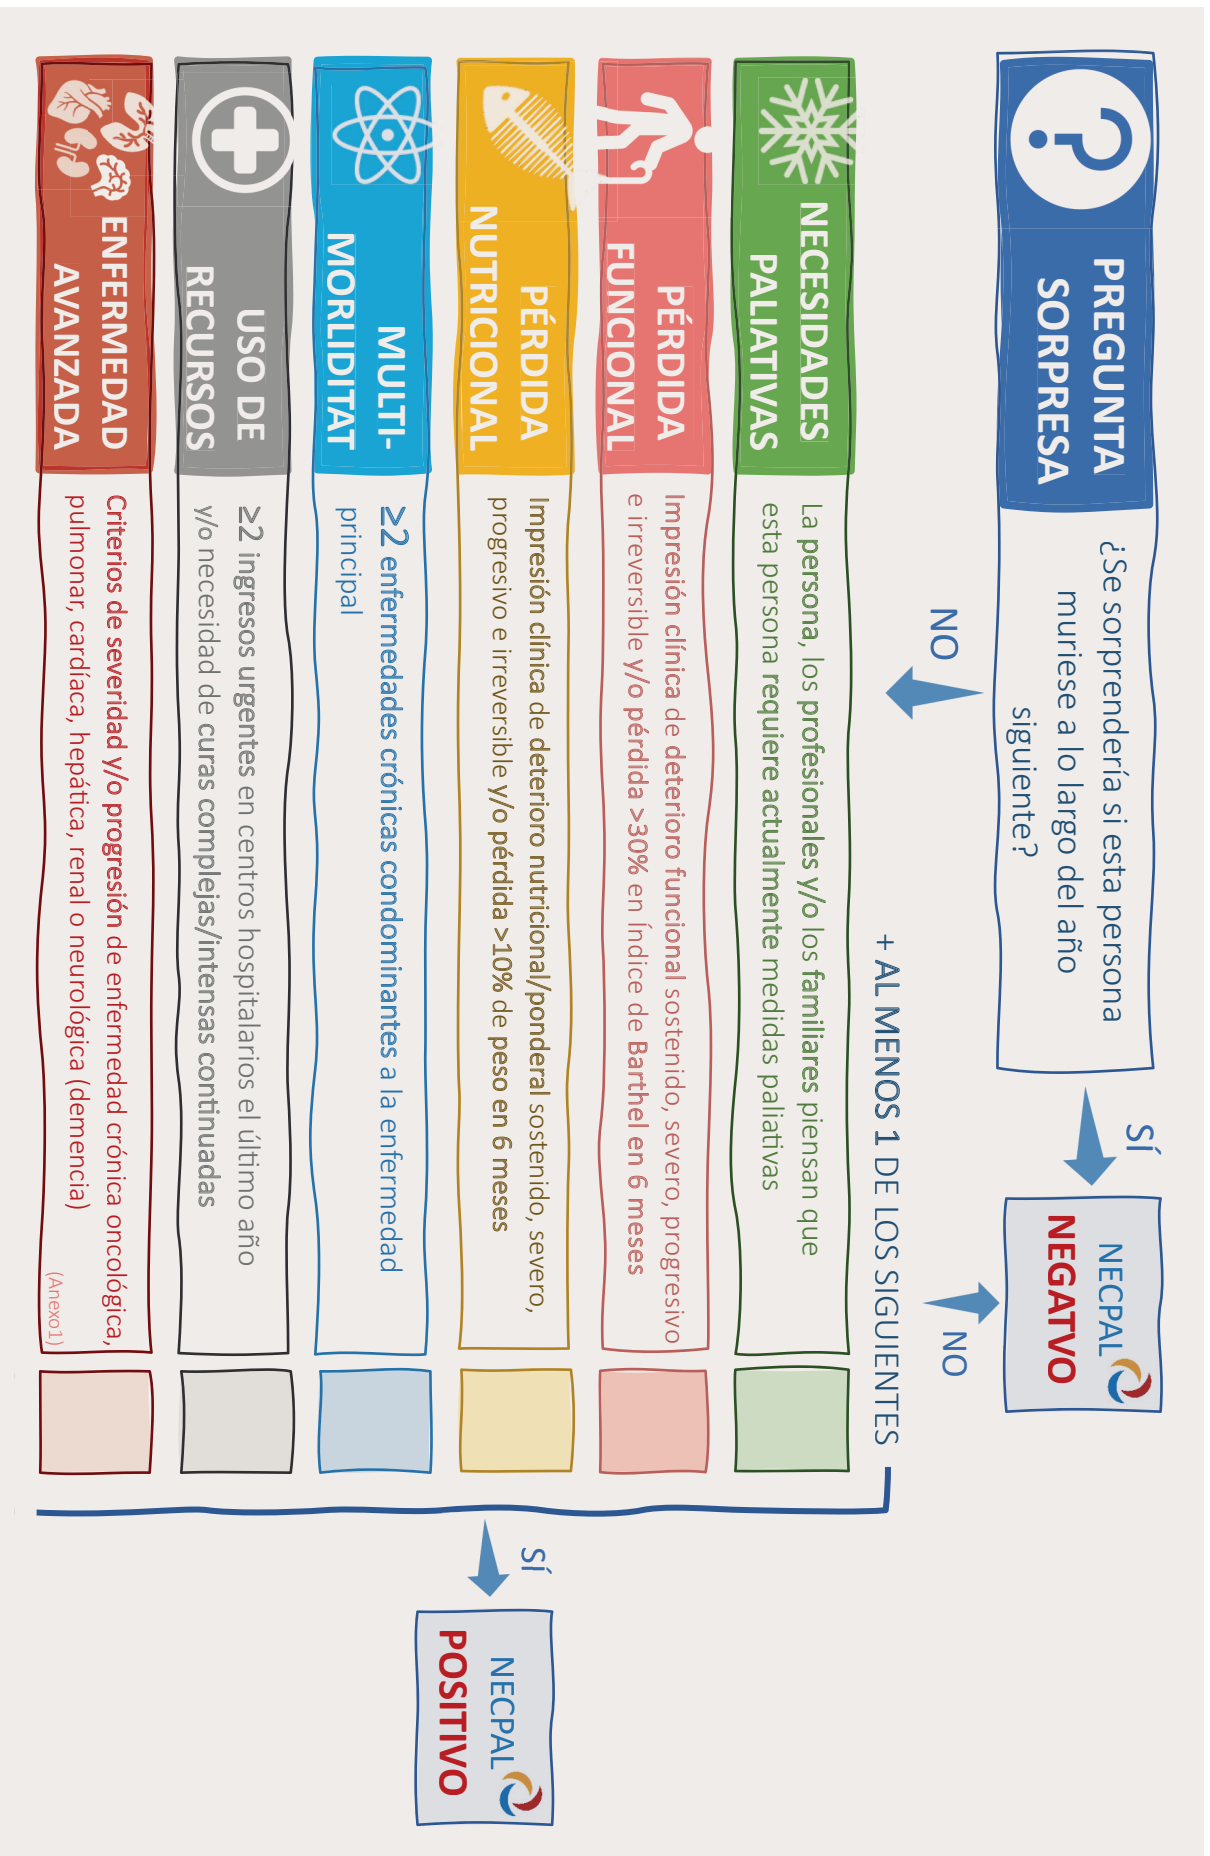 PREGUNTA
SORPRESA
¿Se sorprendería si esta persona
muriese a lo largo del año
siguiente?
SÍ
NECPAL
NEGATVO
NO
NO
+ AL MENOS 1 DE LOS SIGUIENTES
NECESIDADES
PALIATIVAS
La persona, los profesionales y/o los familiares piensan que
esta persona requiere actualmente medidas paliativas
PÉRDIDA
FUNCIONAL
Impresión clínica de deterioro funcional sostenido, severo, progresivo
e irreversible y/o pérdida >30% en Índice de Barthel en 6 meses
PÉRDIDA
NUTRICIONAL
Impresión clínica de deterioro nutricional/ponderal sostenido, severo,
progresivo e irreversible y/o pérdida >10% de peso en 6 meses
MULTI-
MORLIDITAT
≥2 enfermedades crónicas condominantes a la enfermedad
principal
USO DE
RECURSOS
≥2 ingresos urgentes en centros hospitalarios el último año
y/o necesidad de curas complejas/intensas continuadas
ENFERMEDAD
AVANZADA
Criterios de severidad y/o progresión de enfermedad crónica oncológica,
pulmonar, cardíaca, hepática, renal o neurológica (demencia)
(Anexo1)
SÍ
NECPAL
POSITIVO